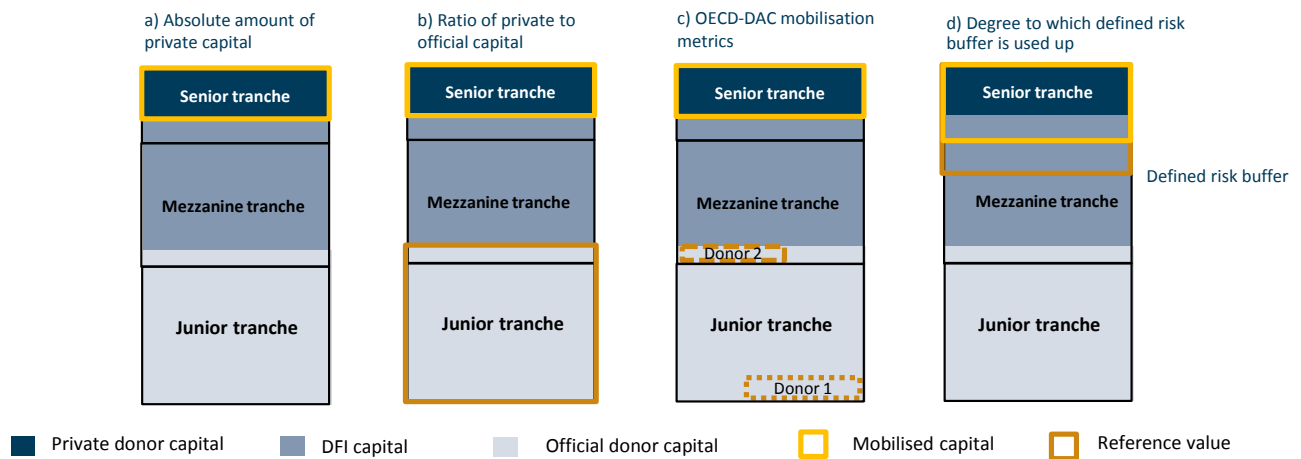 a) Absolute amount of
private capital
b) Ratio of private to
official capital
c) OECD-DAC mobilisation
metrics
d) Degree to which defined risk
buffer is used up
Senior tranche
Mezzanine tranche
Junior tranche
Senior tranche
Mezzanine tranche
Junior tranche
Senior tranche
Mezzanine tranche
Donor 2
Junior tranche
Donor 1
Senior tranche
Defined risk buffer
Mezzanine tranche
Junior tranche
Private donor capital
DFI capital
Official donor capital
Mobilised capital
Reference value